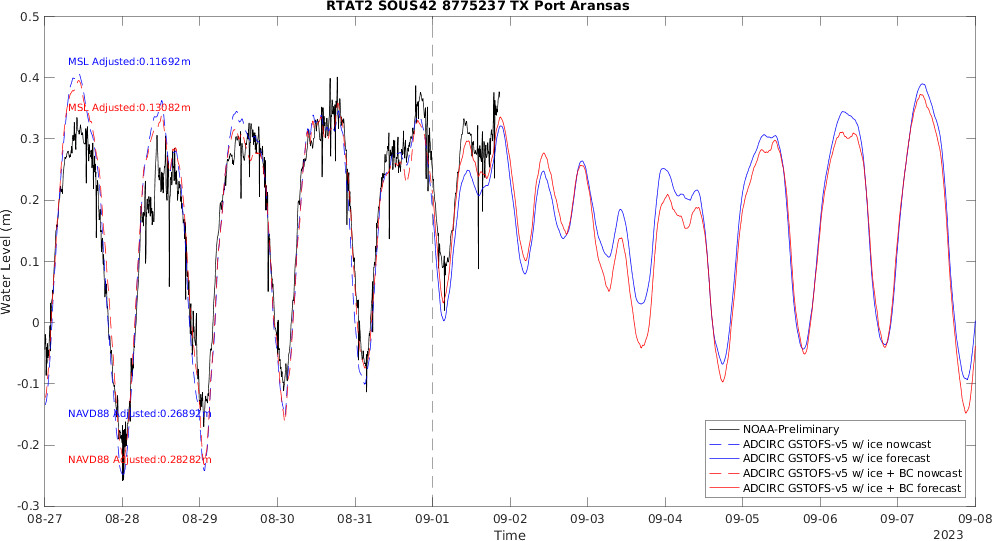 RTAT2 SOUS42 8775237 TX Port Aransas
0.5
0.4
0.3
0.2
0.1
0
-0.1
-0.2
-0.3
Water Level (m)
MSL Adjusted:0.11692m
MSL Adjusted:0.13082m
NAVD88 Adjusted:0.26892m
NAVD88 Adjusted:0.28282m
NOAA-Preliminary
ADCIRC GSTOFS-v5 w/ ice nowcast
ADCIRC GSTOFS-v5 w/ ice forecast
ADCIRC GSTOFS-v5 w/ ice + BC nowcast
ADCIRC GSTOFS-v5 w/ ice + BC forecast
08-27 08-28 08-29 08-30 08-31 09-01 09-02 09-03 09-04 09-05 09-06 09-07 09-08
Time
2023